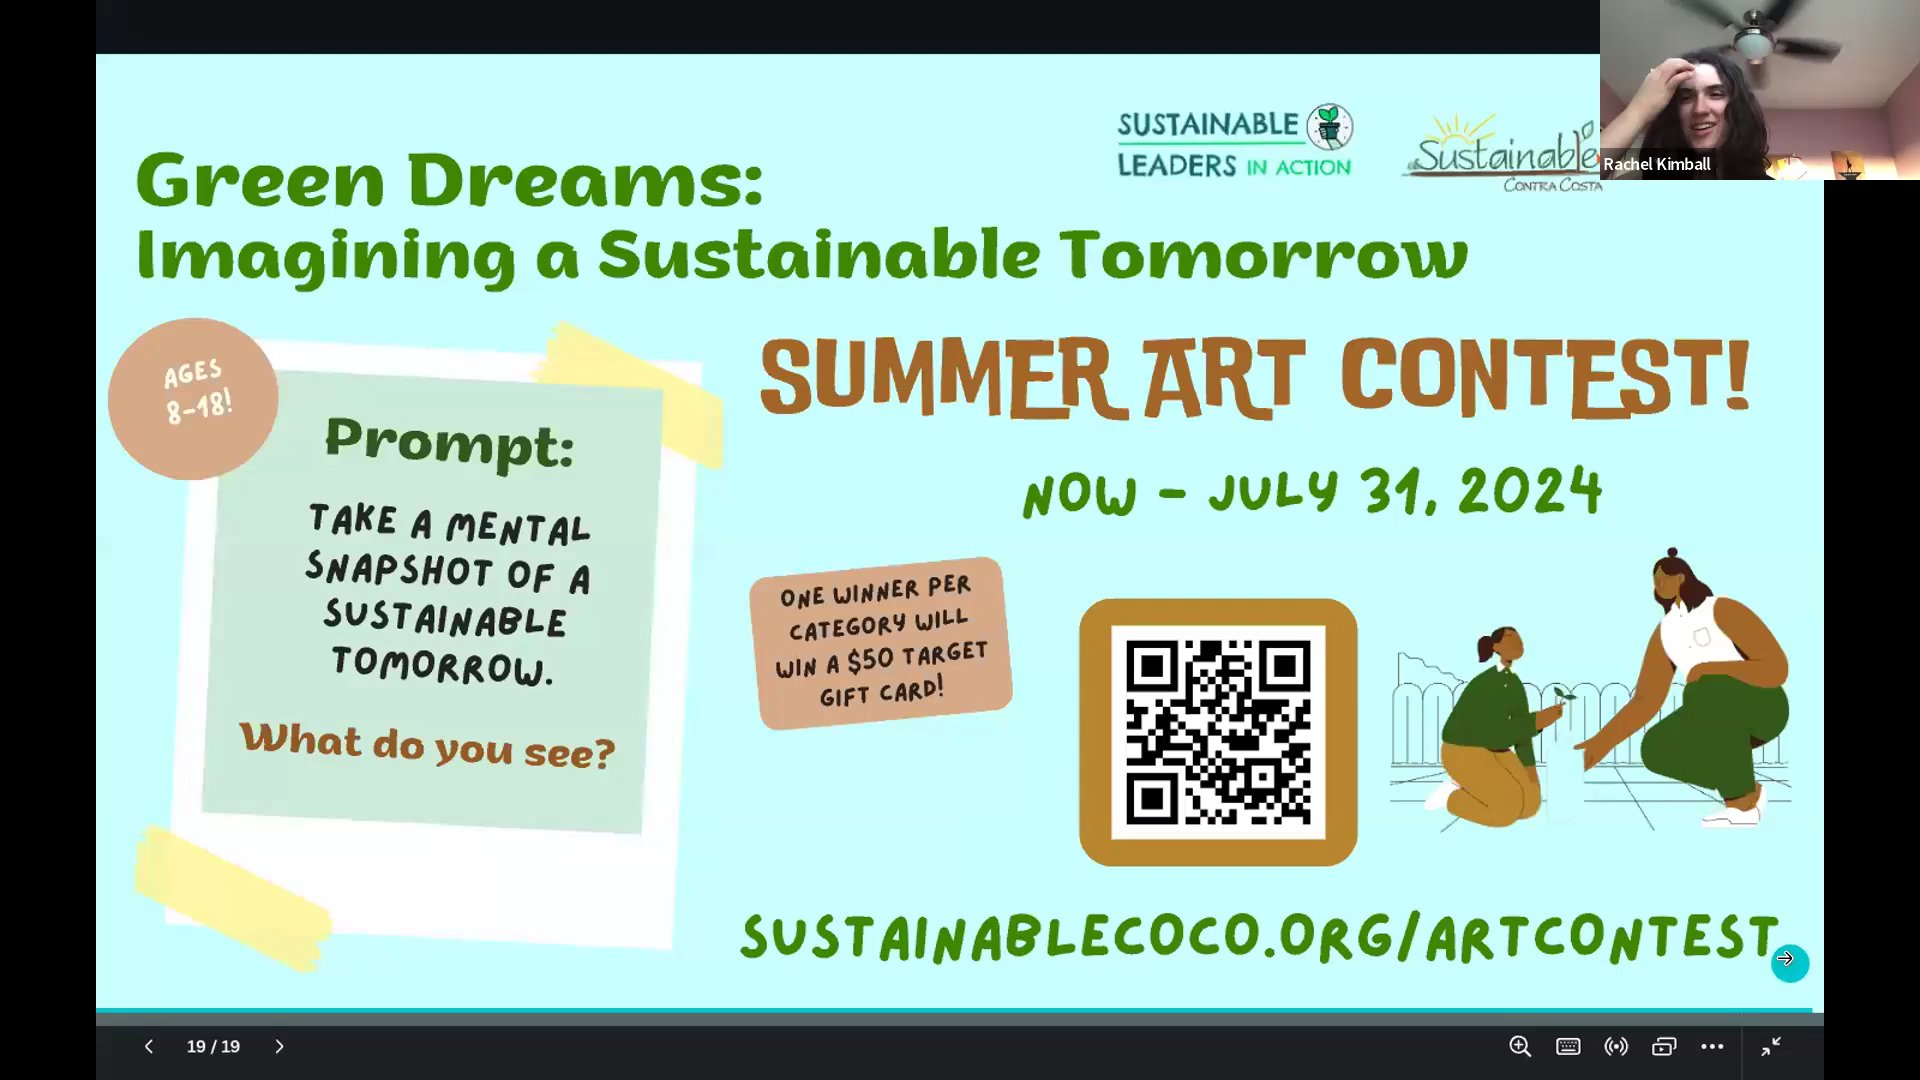 SUSTAINABLE
LEADERS IN ACTION
Sustainable
CONTRA COSTA
Rachel Kimball
Green Dreams:
Imagining a Sustainable Tomorrow
AGES
8-18!
Prompt:
TAKE A MENTAL
SNAPSHOT OF A
SUSTAINABLE
TOMORROW.
What do you see?
SUMMER ART CONTEST!
NOW - JULY 31, 2024
ONE WINNER PER
CATEGORY WILL
WIN A $50 TARGET
GIFT CARD!
SUSTAINABLECOCO.ORG/ARTCONTEST
19 / 19